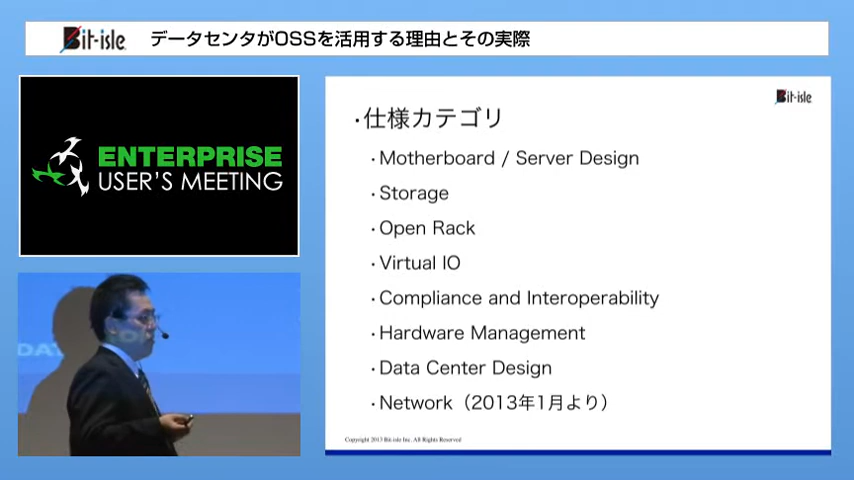 Bit-isle データセンタがOSSを活用する理由とその実際
ENTERPRISE
USER'S MEETING
DAT
Bit-isle
・仕様カテゴリ
・Motherboard / Server Design
・Storage
・Open Rack
・Virtual IO
・Compliance and Interoperability
・Hardware Management
・Data Center Design
・Network（2013年1月より）
Copyright 2013 Bit-isle Inc. All Rights Reserved